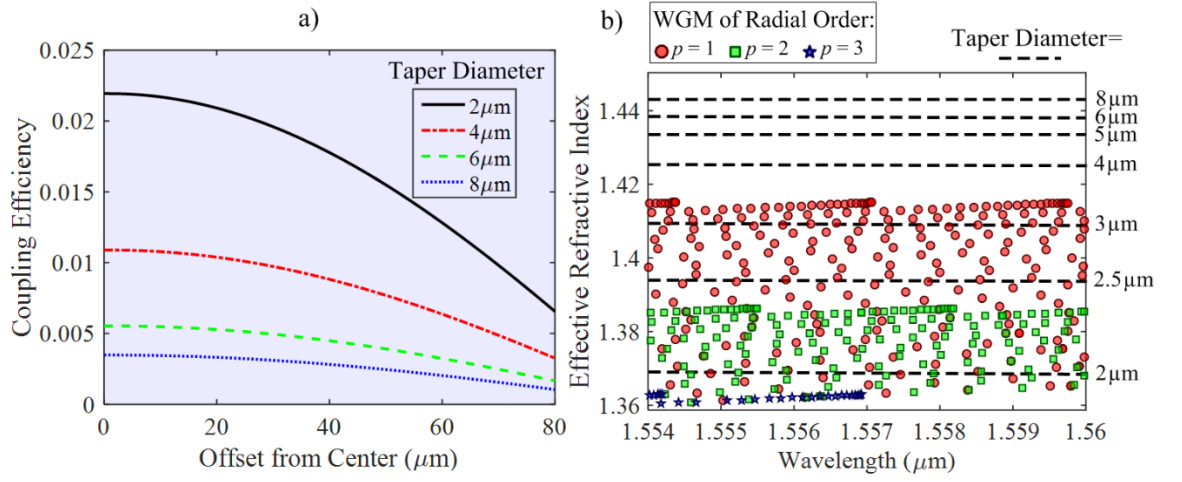 a)
0.025
0.02
0.015
0.01
0.005
0
0 20 40 60 80
Coupling Efficiency
Offset from Center (μm)
Taper Diameter
2μm
4μm
6μm
8μm
b)
WGM of Radial Order:
p = 1 p = 2 p = 3
Taper Diameter=
1.44
1.42
1.4
1.38
1.36
Effective Refractive Index
8μm
6μm
5μm
4μm
3μm
2.5μm
2μm
1.554 1.555 1.556 1.557 1.558 1.559 1.56
Wavelength (μm)